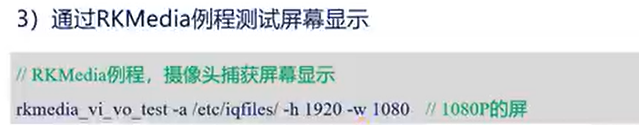 3）通过RKMedia例程测试屏幕显示
// RKMedia例程，摄像头捕获屏幕显示
rkmedia_vi_vo_test -a /etc/iqfiles/ -h 1920 -w 1080 // 1080P的屏